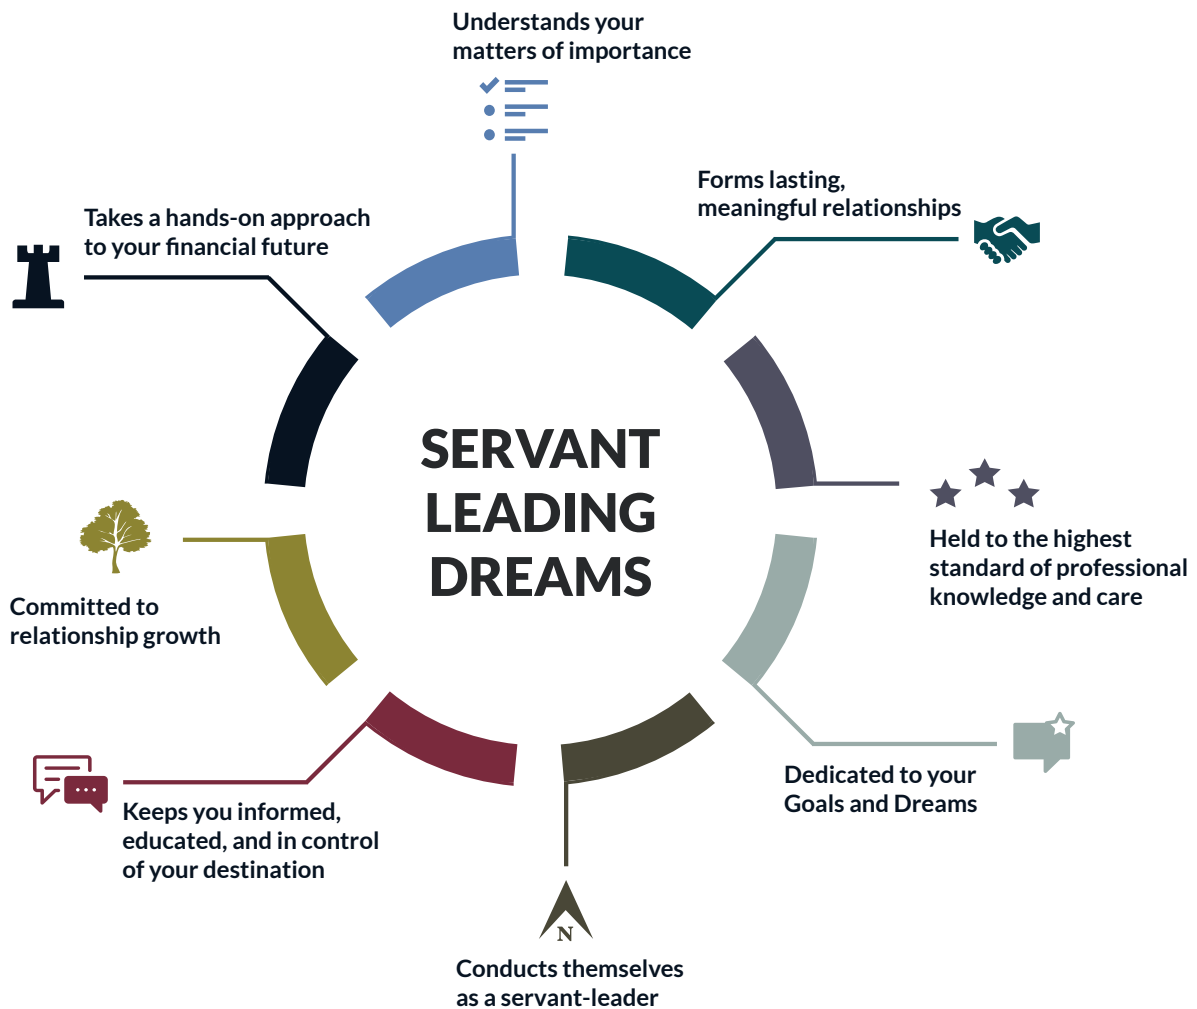 Understands your
matters of importance
Forms lasting,
meaningful relationships
Takes a hands-on approach
to your financial future
SERVANT
LEADING
DREAMS
Held to the highest
standard of professional
knowledge and care
Committed to
relationship growth
Dedicated to your
Goals and Dreams
Keeps you informed,
educated, and in control
of your destination
N
Conducts themselves
as a servant-leader